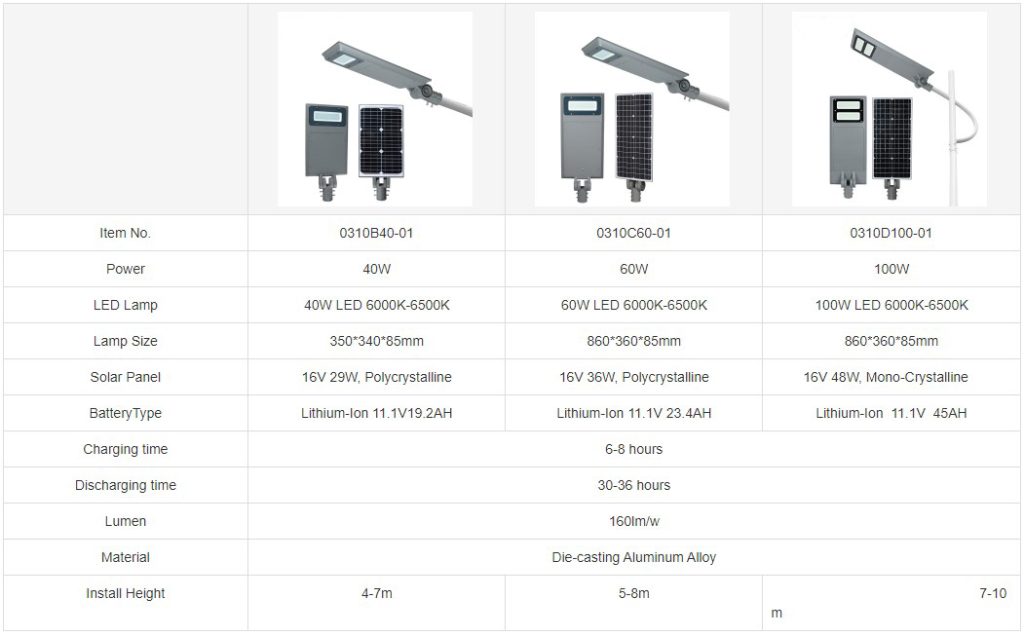 Item No. 0310B40-01 0310C60-01 0310D100-01
Power 40W 60W 100W
LED Lamp 40W LED 6000K-6500K 60W LED 6000K-6500K 100W LED 6000K-6500K
Lamp Size 350*340*85mm 860*360*85mm 860*360*85mm
Solar Panel 16V 29W, Polycrystalline 16V 36W, Polycrystalline 16V 48W, Mono-Crystalline
BatteryType Lithium-Ion 11.1V19.2AH Lithium-Ion 11.1V 23.4AH Lithium-Ion  11.1V  45AH
Charging time 6-8 hours
Discharging time 30-36 hours
Lumen 160lm/w
Material Die-casting Aluminum Alloy
Install Height 4-7m 5-8m 7-10
m